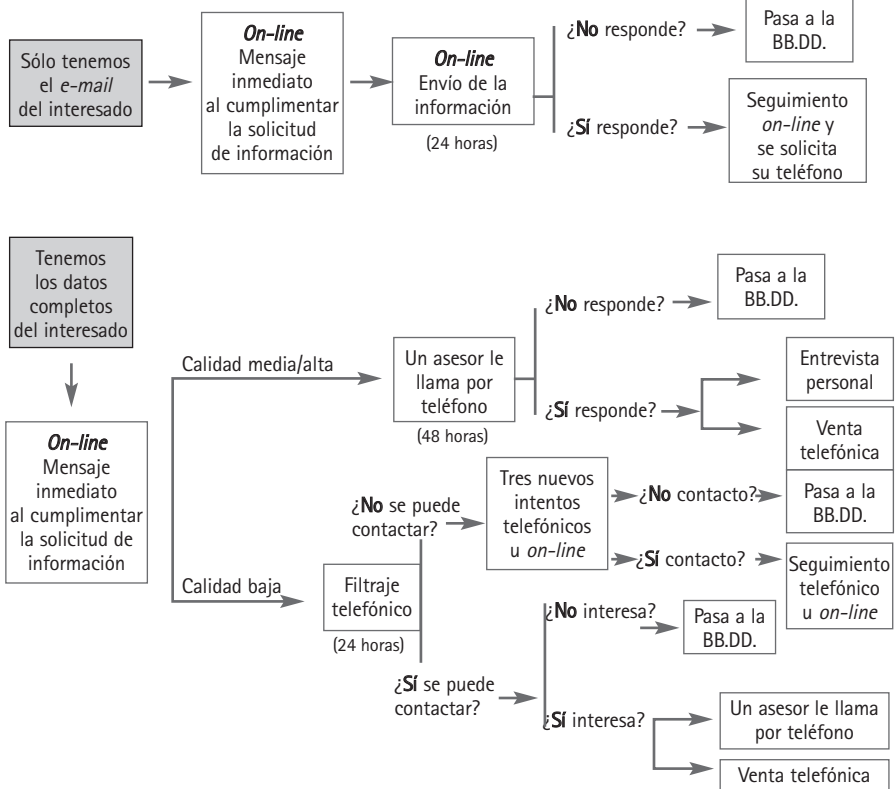 Sólo tenemos
el e-mail
del interesado
On-line
Mensaje
inmediato
al cumplimentar
la solicitud
de información
On-line
Envío de la
información
(24 horas)
¿No responde?
Pasa a la
BB.DD.
¿Sí responde?
Seguimiento
on-line y
se solicita
su teléfono
Tenemos
los datos
completos
del interesado
On-line
Mensaje
inmediato
al cumplimentar
la solicitud de
información
Calidad media/alta
Un asesor le
llama por
teléfono
(48 horas)
¿No responde?
Pasa a la
BB.DD.
¿Sí responde?
Entrevista
personal
Venta
telefónica
Calidad baja
Filtraje
telefónico
(24 horas)
¿No se puede
contactar?
Tres nuevos
intentos
telefónicos
u on-line
¿No contacto?
Pasa a la
BB.DD.
¿Sí contacto?
Seguimiento
telefónico
u on-line
¿Sí se puede
contactar?
¿No interesa?
Pasa a la
BB.DD.
¿Sí interesa?
Un asesor le llama
por teléfono
Venta telefónica